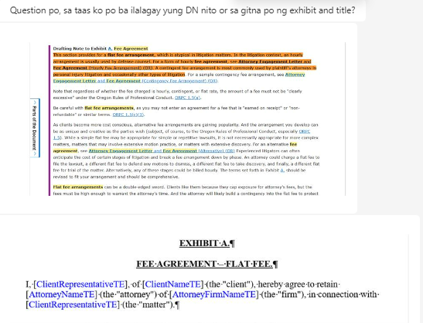 Question po, sa taas ko po ba ilalagay yung DN nito or sa gitna po ng exhibit and title?
Drafting Note to Exhibit A, Fee Agreement
This section provides for a flat fee arrangement, which is atypical in litigation matters. In the litigation context, an hourly
arrangement is usually used by defense counsel. For a form of hourly fee agreement, see Attorney Engagement Letter and
Fee Agreement (Hourly Fee Arrangement) (OR). A contingent fee arrangement is most commonly used by plaintiff's attorneys in
personal injury litigation and occasionally other types of litigation. For a sample contingency fee arrangement, see Attorney
Engagement Letter and Fee Agreement (Contingency Fee Arrangement).
Note that regardless of whether the fee charged is hourly, contingent, or flat rate, the amount of a fee must not be "clearly
excessive" under the Oregon Rules of Professional Conduct.
Be careful with flat fee arrangements, as you may not enter an agreement for a fee that is "earned on receipt" or "non-
refundable" or similar terms.
As clients become more cost conscious, alternative fee arrangements are gaining popularity. And the arrangement you develop can
be as unique and creative as the parties wish (subject, of course, to the Oregon Rules of Professional Conduct, especially
While a simple flat fee may be appropriate for minute or repetitive lawsuits, it is not necessarily appropriate for more complex
matters, matters that may involve extensive motion practice, or matters with extensive discovery. For an alternative fee
agreement, see Attorney Engagement Letter and Fee Agreement (Alternative) (OR) Experienced litigators can often
anticipate the cost of certain stages of litigation and break a fee arrangement down by phase. An attorney could charge a flat fee to
file the lawsuit, a different flat fee to defend any motions to dismiss, a different flat fee to take discovery, and finally, a different flat
fee for trial of the matter. Alternatively, any of these stages could be billed hourly. The terms set forth in Exhibit A, should be
revised to fit your arrangement and should be comprehensive.
Flat fee arrangements can be a double-edged sword. Clients like them because they cap exposure for attorney's fees, but the
fees must be high enough to warrant the attorney's time. And the attorney will likely build a contingency into the flat fee to protect
Parts of the Document
EXHIBIT·A.¶
FEE·AGREEMENT·–·FLAT·FEE.¶
I,·[ClientRepresentativeTE],·of·[ClientNameTE]·(the·"client"),·hereby·agree·to·retain·
[AttorneyNameTE]·(the·"attorney")·of·[AttorneyFirmNameTE]·(the·"firm"),·in·connection·with·
[ClientRepresentativeTE]·(the·"matter").¶